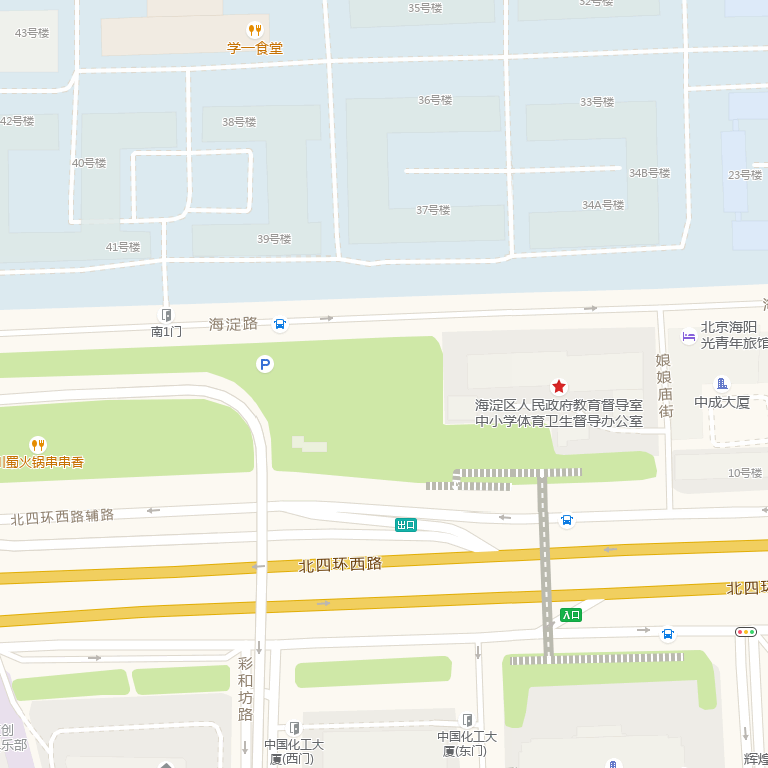 35号楼
32号楼
43号楼
学一食堂
36号楼
33号楼
42号楼
38号楼
40号楼
34B号楼
23号楼
37号楼
34A号楼
39号楼
41号楼
海淀路
南1门
P
北京海阳
光青年旅馆
娘娘庙街
海淀区人民政府教育督导室
中小学体育卫生督导办公室
中成大厦
蜀火锅串串香
10号楼
北四环西路辅路
出口
北四环西路
北四环
入口
彩和坊路
创
乐部
中国化工大
厦(西门)
中国化工大
厦(东门)
辉煌